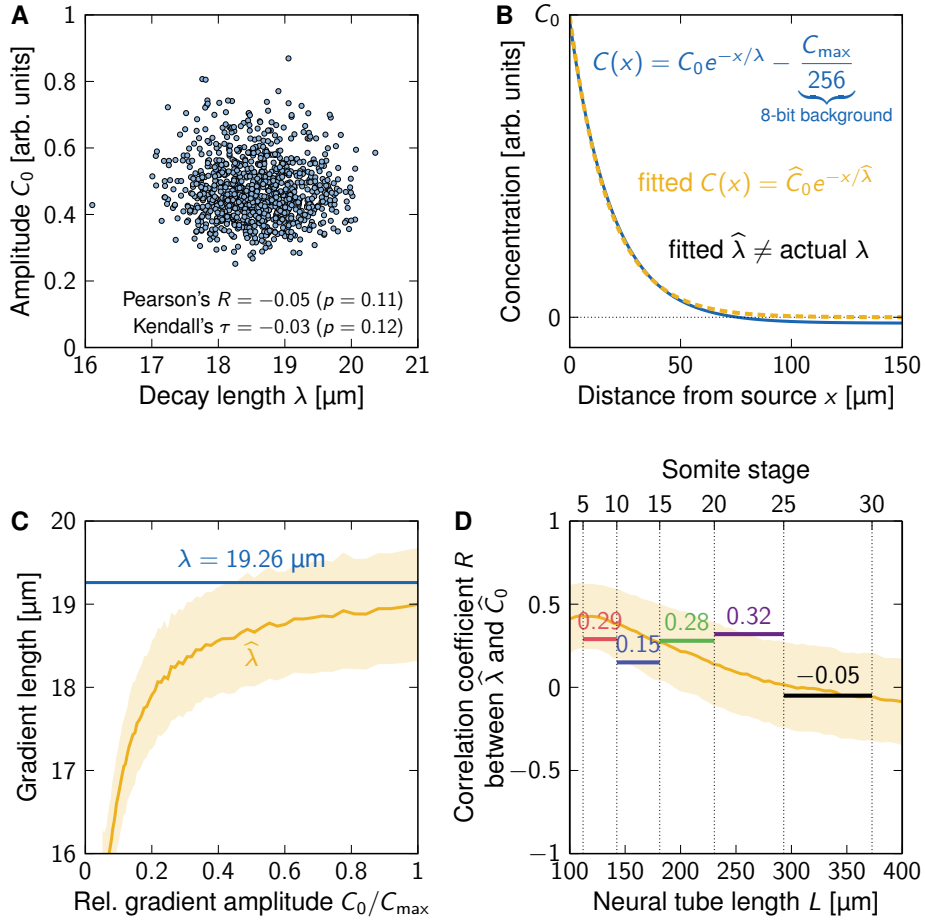 A
Amplitude C₀ [arb. units]
1
0.8
0.6
0.4
0.2
0
Pearson's R = −0.05 (p = 0.11)
Kendall's τ = −0.03 (p = 0.12)
16 17 18 19 20 21
Decay length λ [µm]
B
Concentration [arb. units]
C₀
0
C(x) = C₀e^{−x/λ} − C_max/256
8-bit background
fitted C(x) = Ĉ₀e^{−x/λ̂}
fitted λ̂ ≠ actual λ
0 50 100 150
Distance from source x [µm]
C
Gradient length [µm]
20
19
18
17
16
λ = 19.26 µm
λ̂
0 0.2 0.4 0.6 0.8 1
Rel. gradient amplitude C₀/C_max
Somite stage
5 10 15 20 25 30
D
Correlation coefficient R
between λ̂ and Ĉ₀
1
0.5
0
−0.5
−1
0.29
0.15
0.28
0.32
−0.05
100 150 200 250 300 350 400
Neural tube length L [µm]